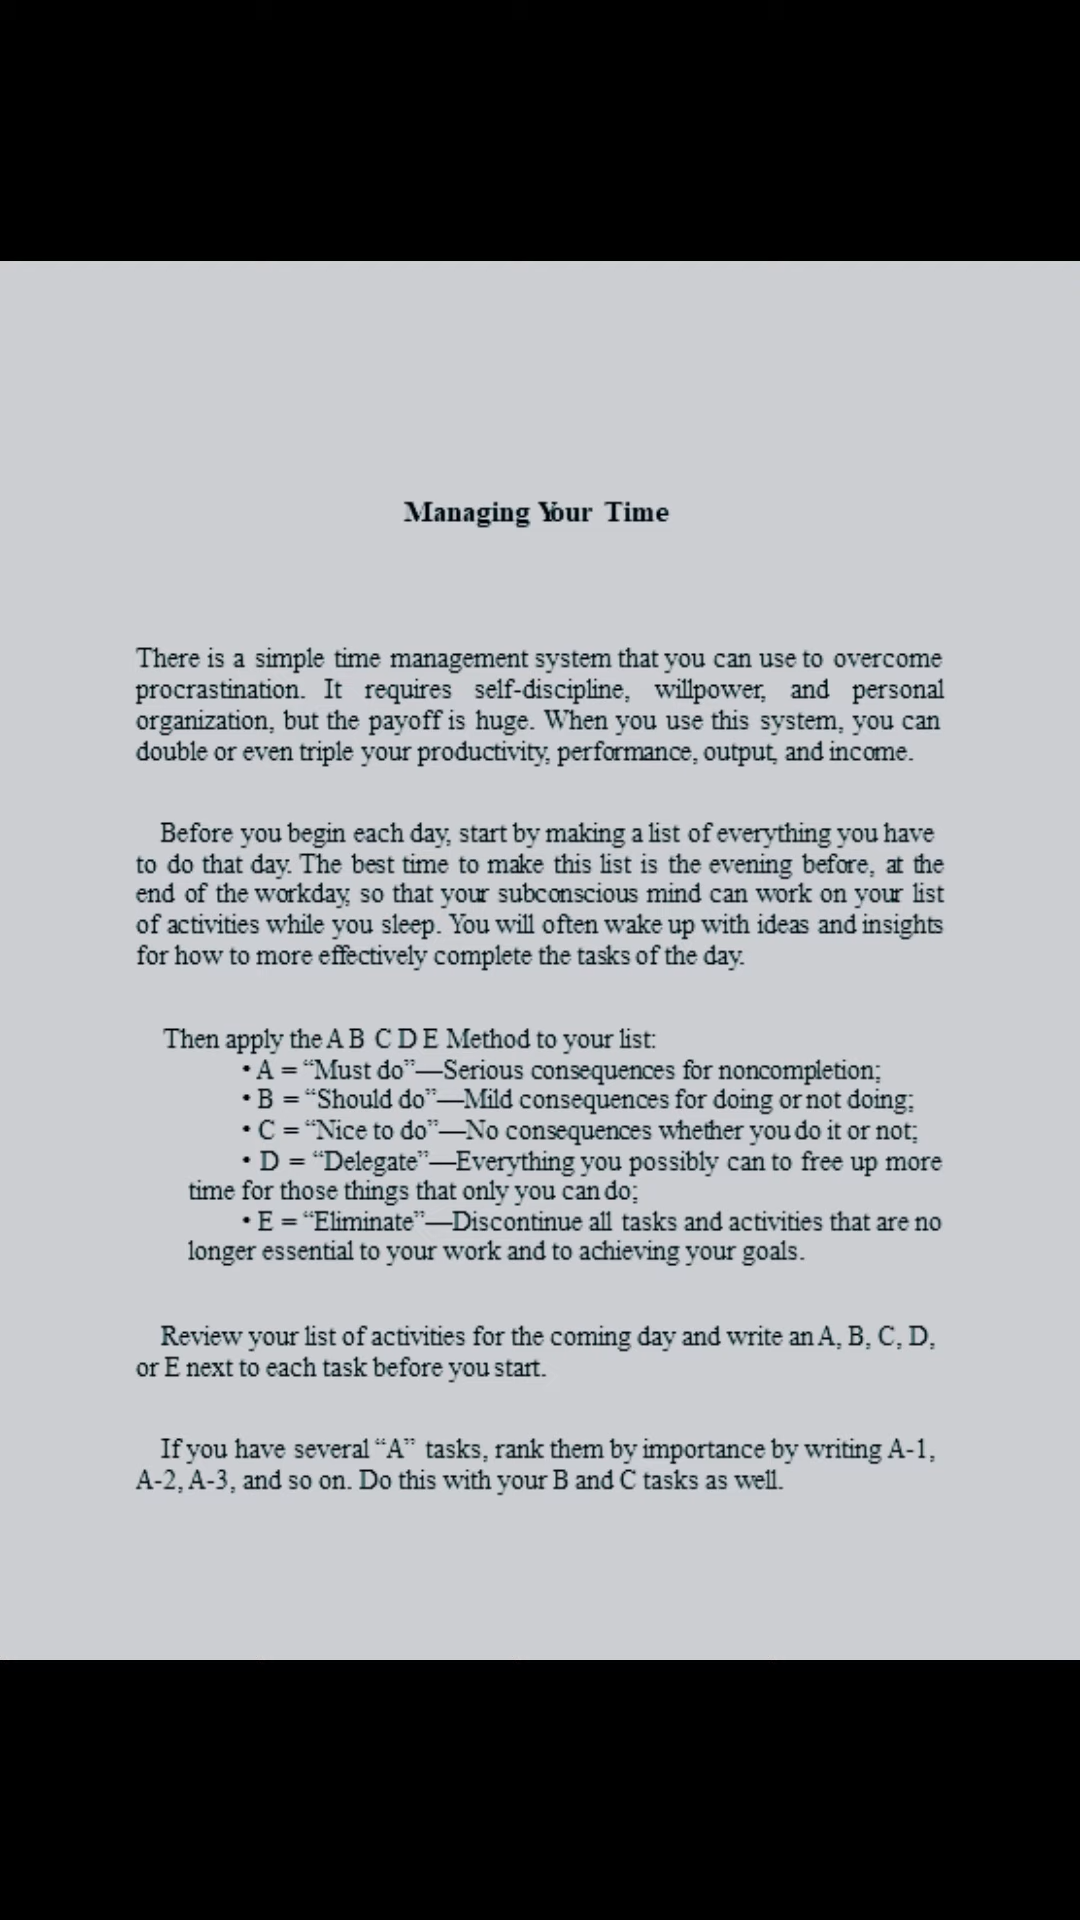 Managing Your Time
There is a simple time management system that you can use to overcome
procrastination. It requires self-discipline, willpower, and personal
organization, but the payoff is huge. When you use this system, you can
double or even triple your productivity, performance, output, and income.
Before you begin each day, start by making a list of everything you have
to do that day. The best time to make this list is the evening before, at the
end of the workday, so that your subconscious mind can work on your list
of activities while you sleep. You will often wake up with ideas and insights
for how to more effectively complete the tasks of the day.
Then apply the A B C D E Method to your list:
• A = “Must do”—Serious consequences for noncompletion;
• B = “Should do”—Mild consequences for doing or not doing;
• C = “Nice to do”—No consequences whether you do it or not;
• D = “Delegate”—Everything you possibly can to free up more
time for those things that only you can do;
• E = “Eliminate”—Discontinue all tasks and activities that are no
longer essential to your work and to achieving your goals.
Review your list of activities for the coming day and write an A, B, C, D,
or E next to each task before you start.
If you have several “A” tasks, rank them by importance by writing A-1,
A-2, A-3, and so on. Do this with your B and C tasks as well.